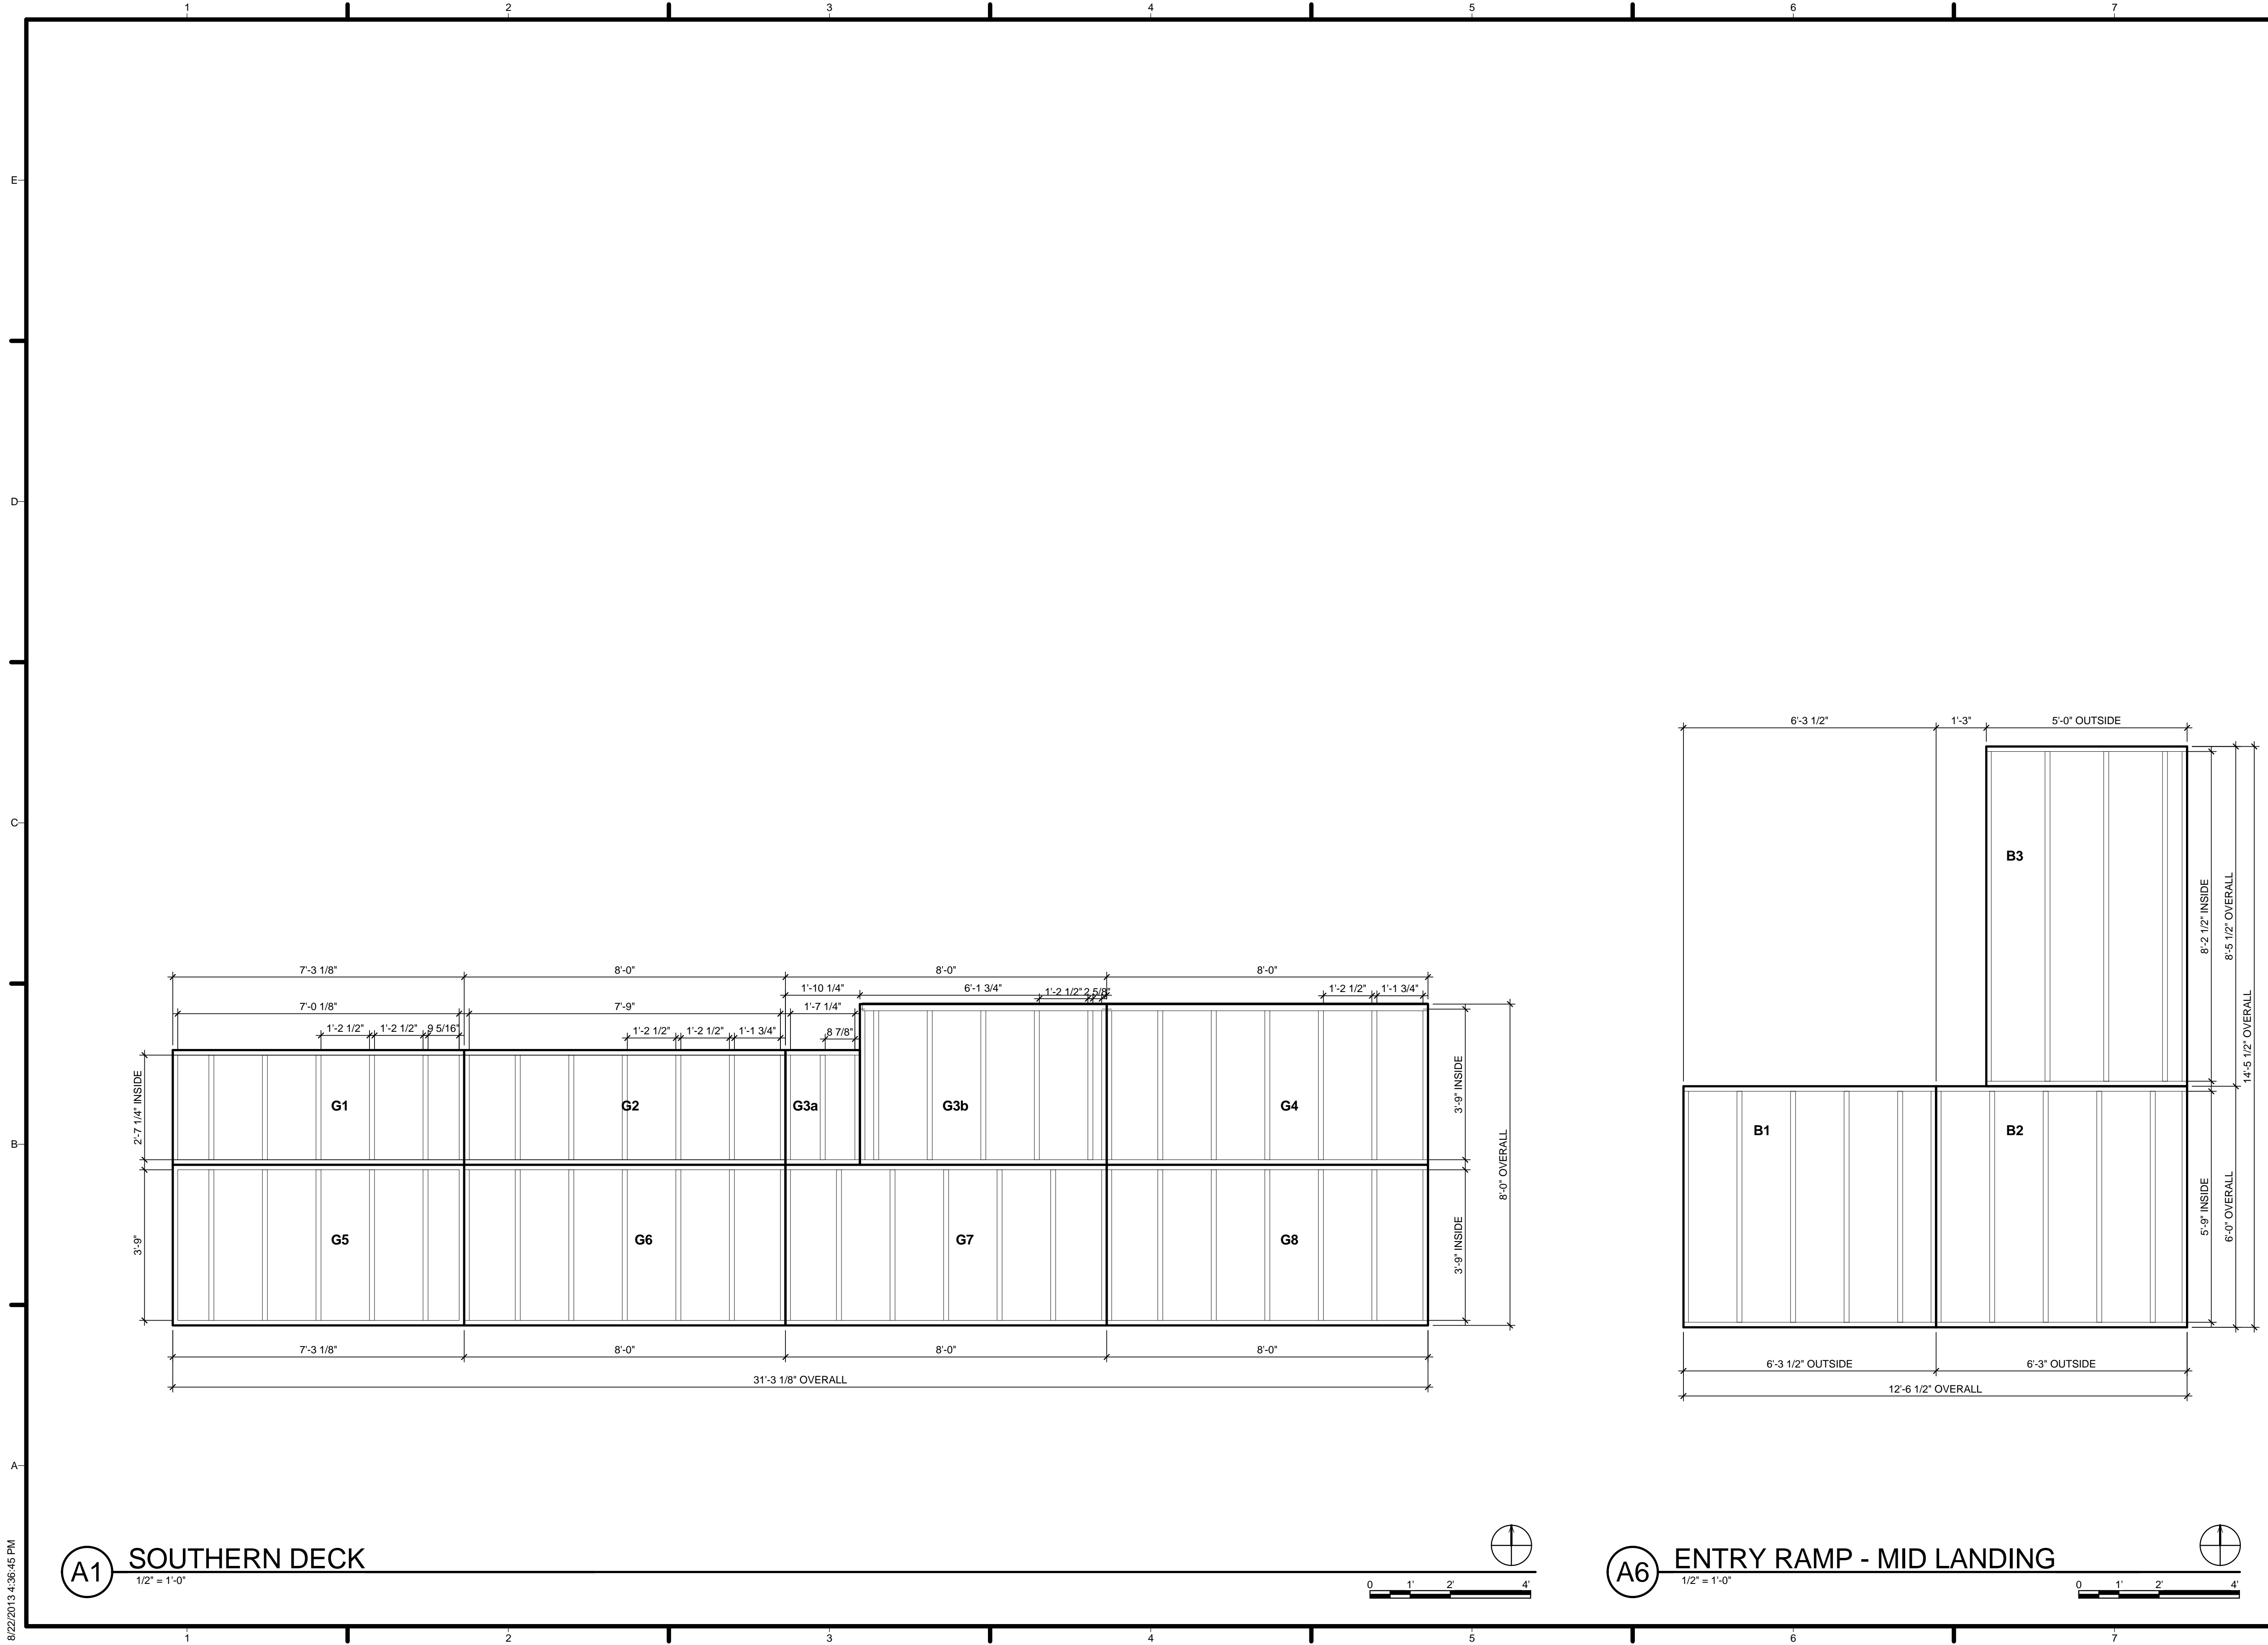 1 2 3 4 5 6 7
E
D
C
B
A
6'-3 1/2" 1'-3" 5'-0" OUTSIDE
B3
8'-2 1/2" INSIDE
8'-5 1/2" OVERALL
14'-5 1/2" OVERALL
B1 B2
5'-9" INSIDE
6'-0" OVERALL
6'-3 1/2" OUTSIDE 6'-3" OUTSIDE
12'-6 1/2" OVERALL
7'-3 1/8" 8'-0" 8'-0" 8'-0"
1'-10 1/4" 6'-1 3/4" 1'-2 1/2" 2 5/8" 1'-2 1/2" 1'-1 3/4"
7'-0 1/8" 7'-9" 1'-7 1/4"
1'-2 1/2" 1'-2 1/2" 9 5/16" 1'-2 1/2" 1'-2 1/2" 1'-1 3/4" 8 7/8"
2'-7 1/4" INSIDE
G1 G2 G3a G3b G4
3'-9" INSIDE
8'-0" OVERALL
3'-9"
G5 G6 G7 G8
3'-9" INSIDE
7'-3 1/8" 8'-0" 8'-0" 8'-0"
31'-3 1/8" OVERALL
A1 SOUTHERN DECK
1/2" = 1'-0"
0 1' 2' 4'
A6 ENTRY RAMP - MID LANDING
1/2" = 1'-0"
0 1' 2' 4'
8/22/2013 4:36:45 PM
1 2 3 4 5 6 7